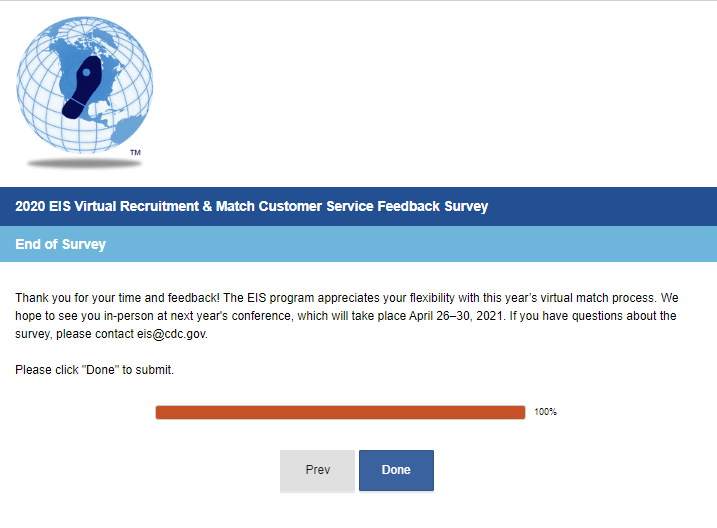 TM
2020 EIS Virtual Recruitment & Match Customer Service Feedback Survey
End of Survey
Thank you for your time and feedback! The EIS program appreciates your flexibility with this year's virtual match process. We
hope to see you in-person at next year's conference, which will take place April 26–30, 2021. If you have questions about the
survey, please contact eis@cdc.gov.
Please click "Done" to submit.
100%
Prev Done